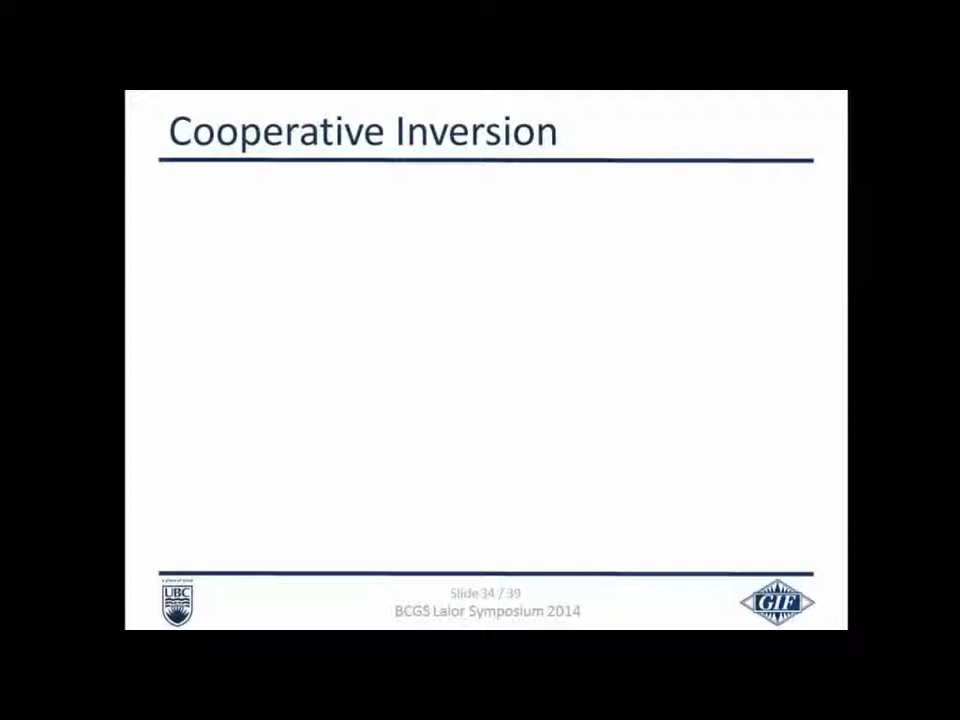 Cooperative Inversion
UBC
Slide 34 / 39
BCGS Lalor Symposium 2014
GIF